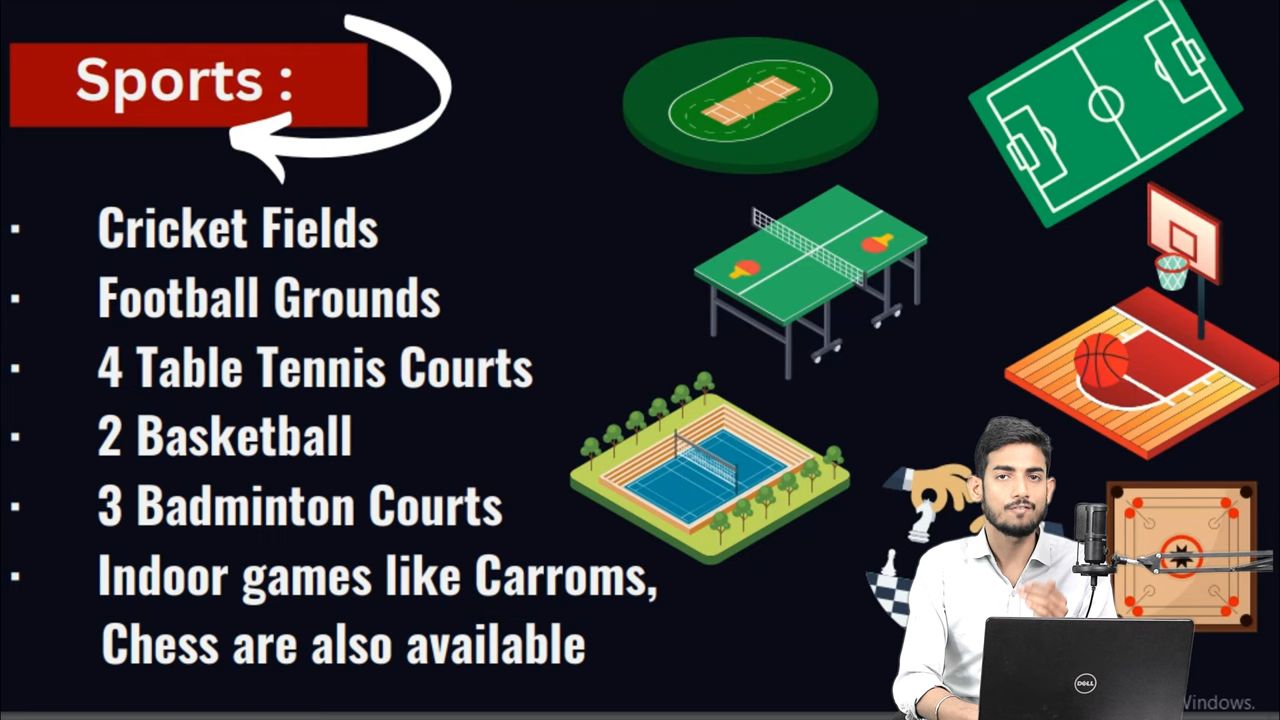 Sports :
· Cricket Fields
· Football Grounds
· 4 Table Tennis Courts
· 2 Basketball
· 3 Badminton Courts
· Indoor games like Carroms,
Chess are also available
DELL
Windows.